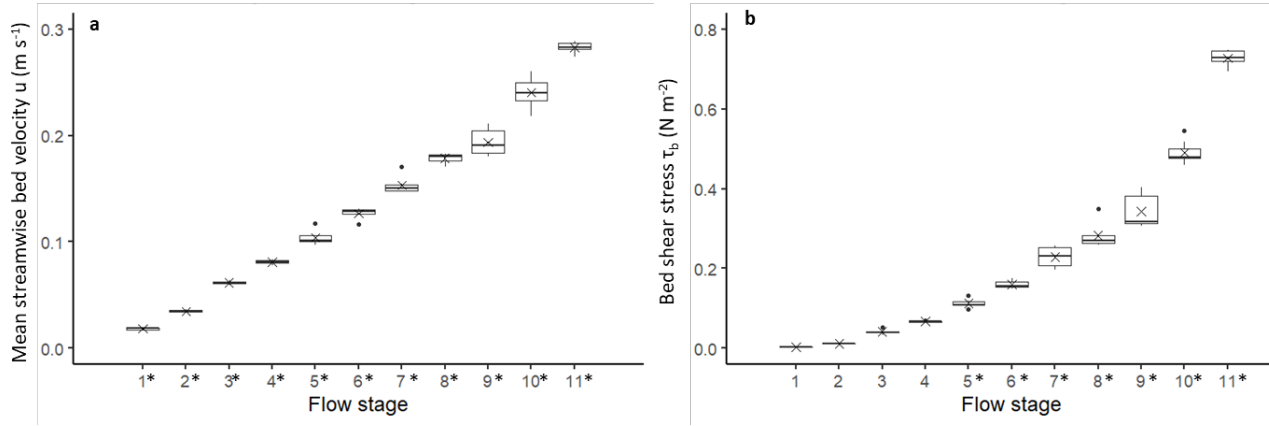 a
Mean streamwise bed velocity u (m s⁻¹)
0.3
0.2
0.1
0.0
1* 2* 3* 4* 5* 6* 7* 8* 9* 10* 11*
Flow stage
b
Bed shear stress τb (N m⁻²)
0.8
0.6
0.4
0.2
0.0
1 2 3 4 5* 6* 7* 8* 9* 10* 11*
Flow stage